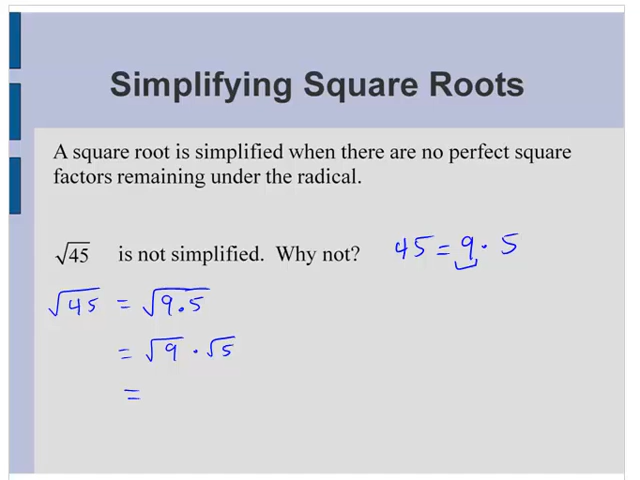 Simplifying Square Roots
A square root is simplified when there are no perfect square
factors remaining under the radical.
√45 is not simplified. Why not? 45 = 9 · 5
√45 = √9·5
= √9 · √5
=